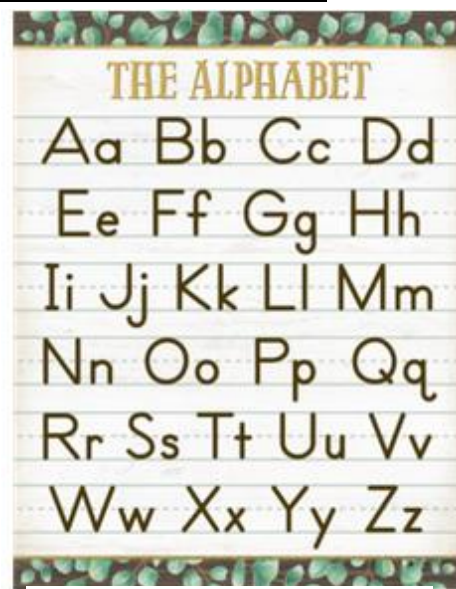 THE ALPHABET
Aa Bb Cc Dd
Ee Ff Gg Hh
Ii Jj Kk Ll Mm
Nn Oo Pp Qq
Rr Ss Tt Uu Vv
Ww Xx Yy Zz